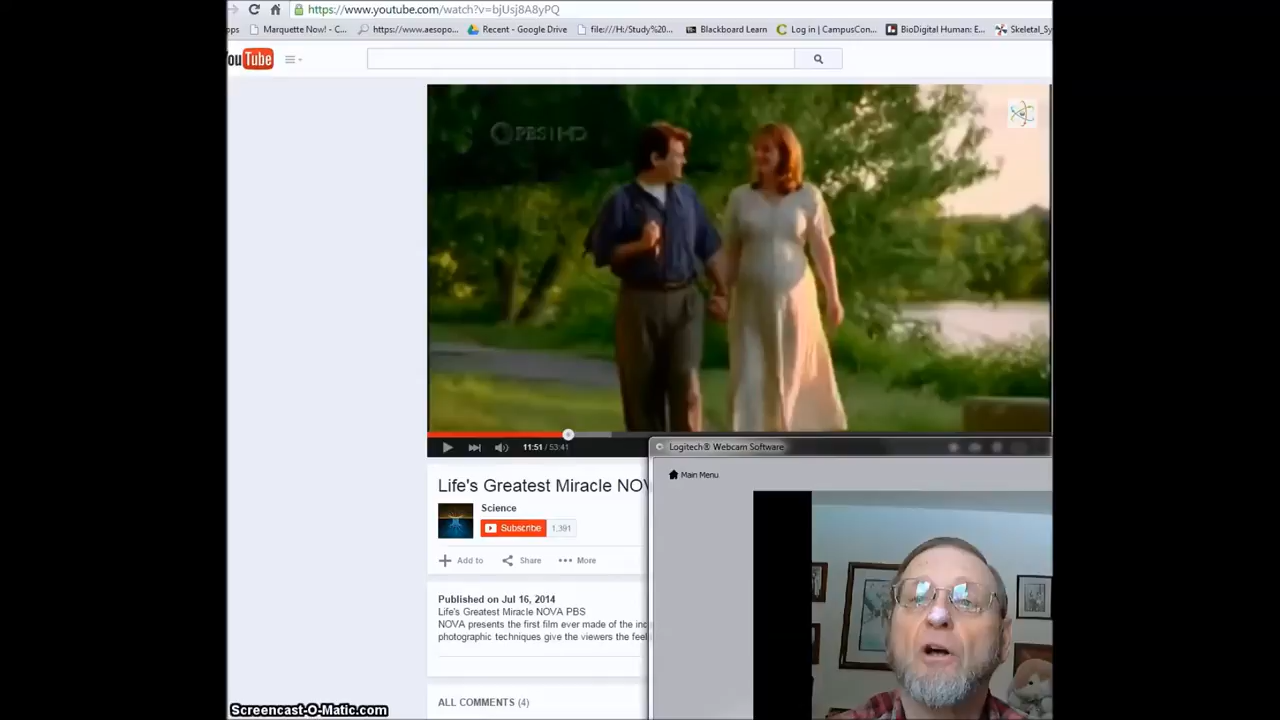 https://www.youtube.com/watch?v=bjUsj8A8yPQ
pps Marquette Now! - C... https://www.aesopo... Recent - Google Drive file:///H:/Study%20... Blackboard Learn Log in | CampusCon... BioDigital Human: E... Skeletal_Sy
ouTube
PBS HD
11:51 / 53:41
Logitech® Webcam Software
Main Menu
Life's Greatest Miracle NOV
Science
Subscribe 1,391
Add to Share More
Published on Jul 16, 2014
Life's Greatest Miracle NOVA PBS
NOVA presents the first film ever made of the inc
photographic techniques give the viewers the feel
ALL COMMENTS (4)
Screencast-O-Matic.com